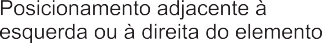 Posicionamento adjacente à
esquerda ou à direita do elemento